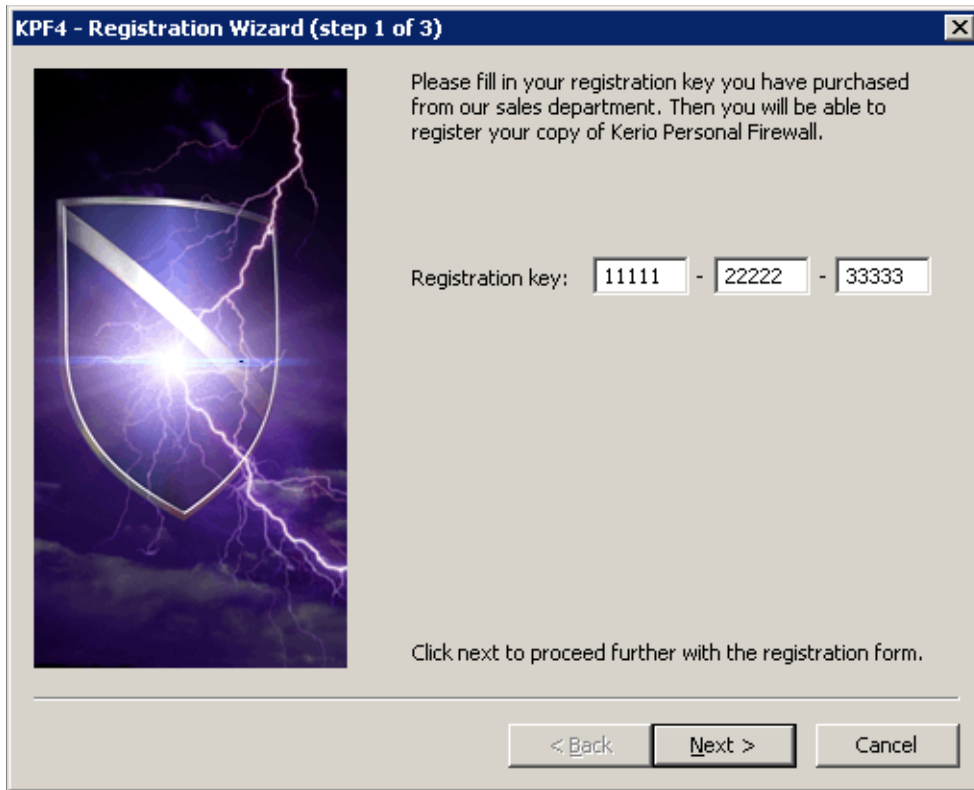 KPF4 - Registration Wizard (step 1 of 3)
Please fill in your registration key you have purchased
from our sales department. Then you will be able to
register your copy of Kerio Personal Firewall.
Registration key: 11111 - 22222 - 33333
Click next to proceed further with the registration form.
< Back Next > Cancel